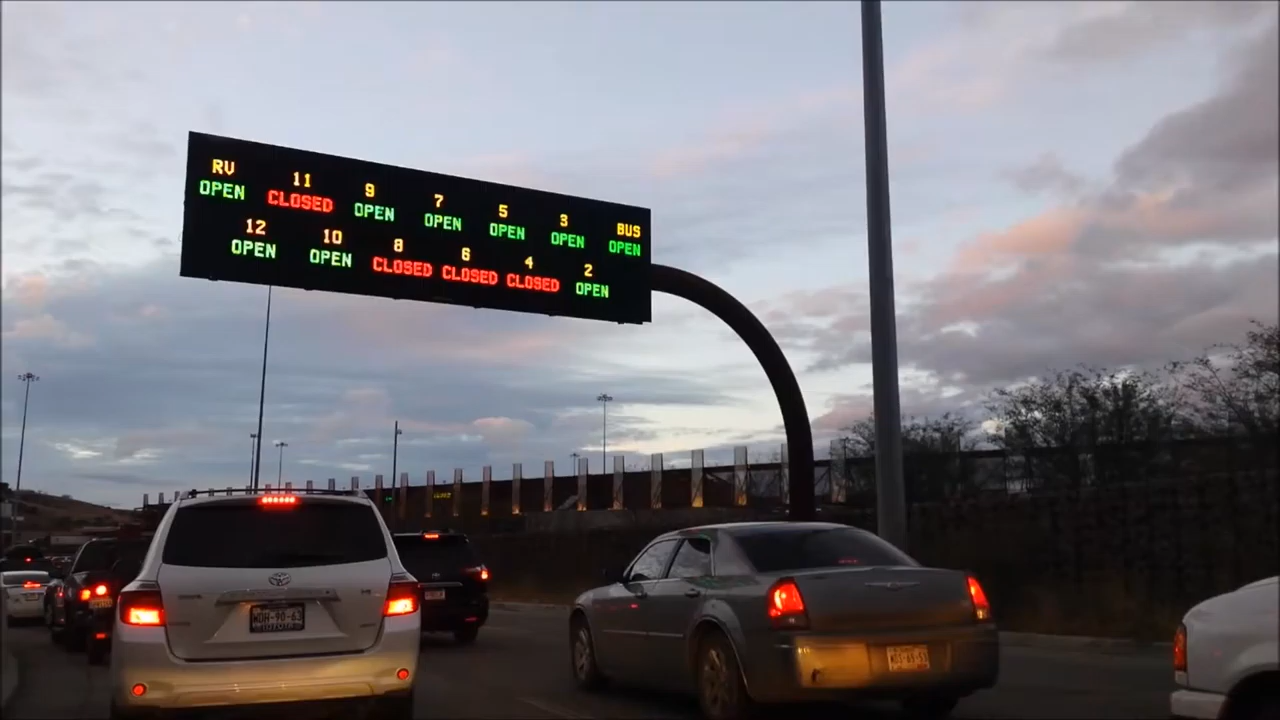 RV 11 9 7 5 3 BUS
OPEN CLOSED OPEN OPEN OPEN OPEN OPEN
12 10 8 6 4 2
OPEN OPEN CLOSED CLOSED CLOSED OPEN
TOYOTA